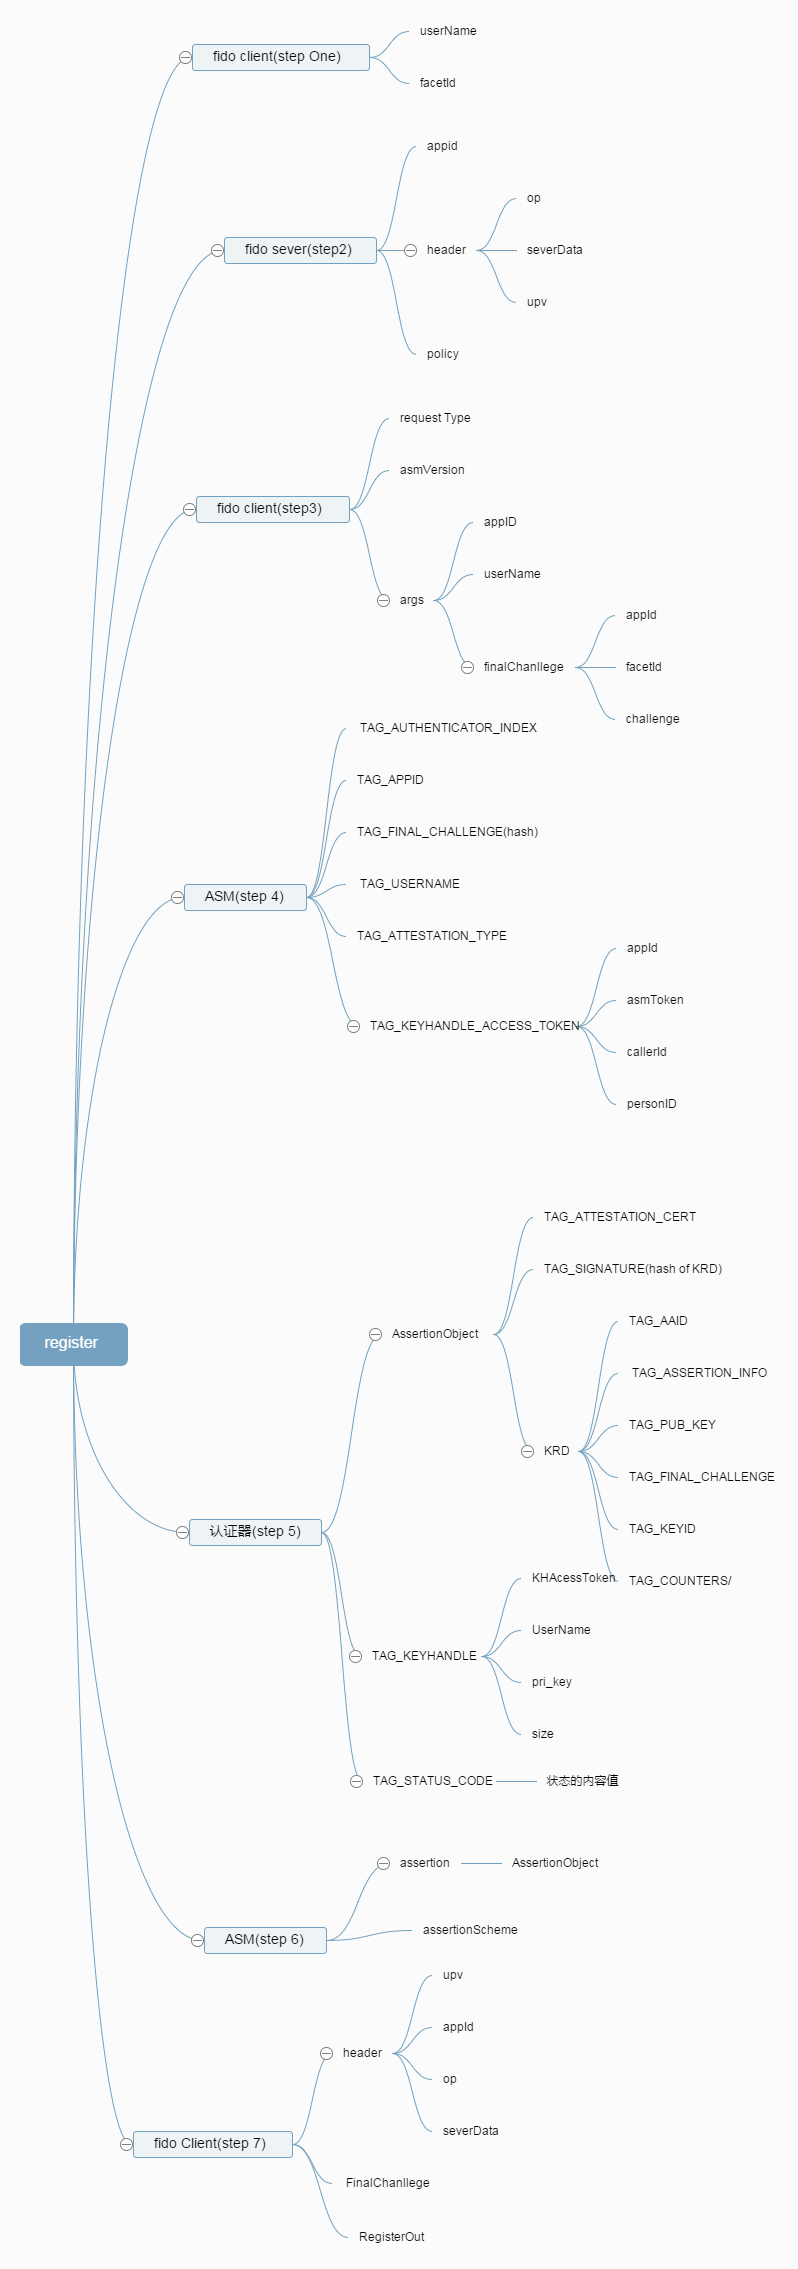 userName
fido client(step One)
facetId
appid
op
fido sever(step2)
header
severData
upv
policy
request Type
asmVersion
fido client(step3)
appID
userName
args
appId
finalChanllege
facetId
challenge
TAG_AUTHENTICATOR_INDEX
TAG_APPID
TAG_FINAL_CHALLENGE(hash)
ASM(step 4)
TAG_USERNAME
TAG_ATTESTATION_TYPE
appId
asmToken
TAG_KEYHANDLE_ACCESS_TOKEN
callerId
personID
TAG_ATTESTATION_CERT
TAG_SIGNATURE(hash of KRD)
register
AssertionObject
TAG_AAID
TAG_ASSERTION_INFO
TAG_PUB_KEY
KRD
TAG_FINAL_CHALLENGE
认证器(step 5)
TAG_KEYID
KHAcessToken
TAG_COUNTERS/
UserName
TAG_KEYHANDLE
pri_key
size
TAG_STATUS_CODE
状态的内容值
assertion
AssertionObject
assertionScheme
ASM(step 6)
upv
appId
header
op
severData
fido Client(step 7)
FinalChanllege
RegisterOut